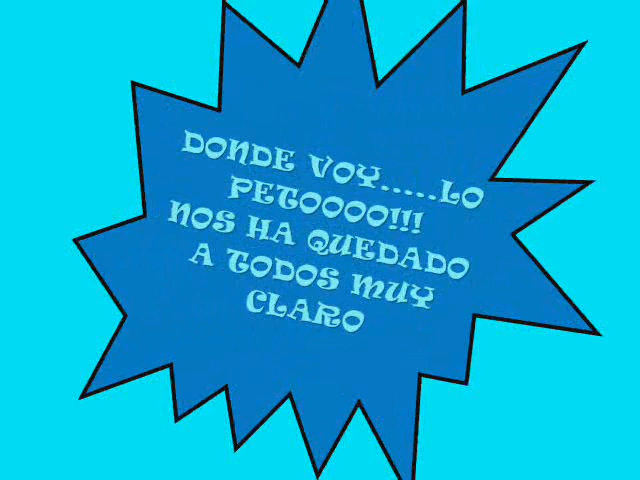 DONDE VOY.....LO
PETOOOO!!!
NOS HA QUEDADO
A TODOS MUY
CLARO